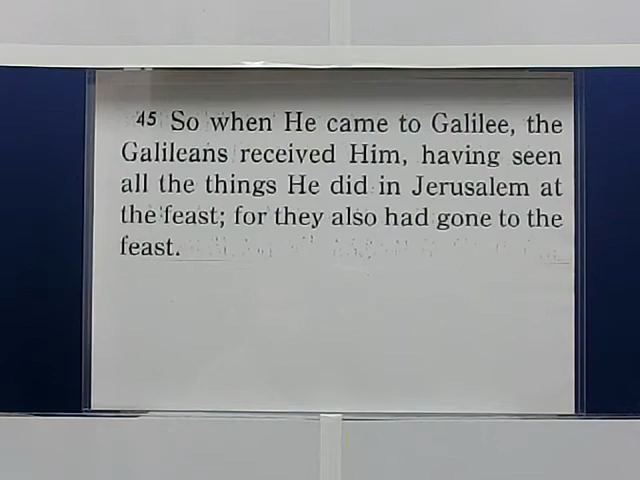 45 So when He came to Galilee, the
Galileans received Him, having seen
all the things He did in Jerusalem at
the feast; for they also had gone to the
feast.